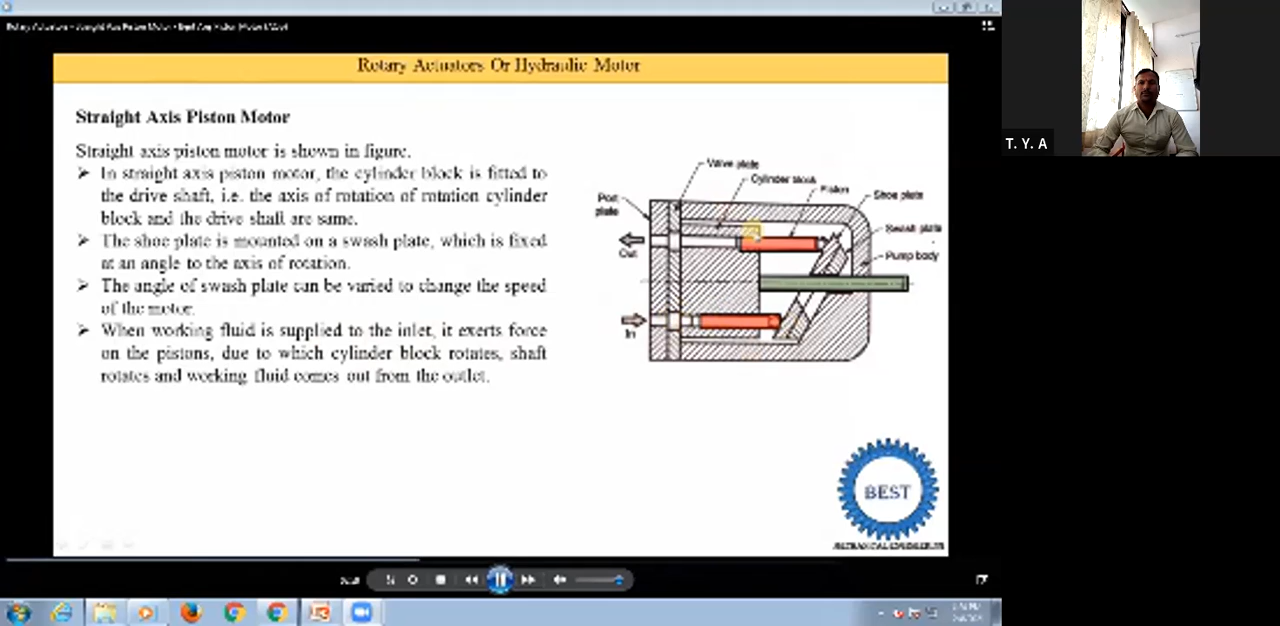 Rotary Actuators - Straight Axis Piston Motor - Bent Axis Piston Motor
Rotary Actuators Or Hydraulic Motor
Straight Axis Piston Motor
Straight axis piston motor is shown in figure.
➢ In straight axis piston motor, the cylinder block is fitted to
the drive shaft, i.e. the axis of rotation of rotation cylinder
block and the drive shaft are same.
➢ The shoe plate is mounted on a swash plate, which is fixed
at an angle to the axis of rotation.
➢ The angle of swash plate can be varied to change the speed
of the motor.
➢ When working fluid is supplied to the inlet, it exerts force
on the pistons, due to which cylinder block rotates, shaft
rotates and working fluid comes out from the outlet.
Valve plate
Cylinder block
Piston
Shoe plate
Port
plate
Swash plate
Out
Pump body
In
BEST
T. Y. A